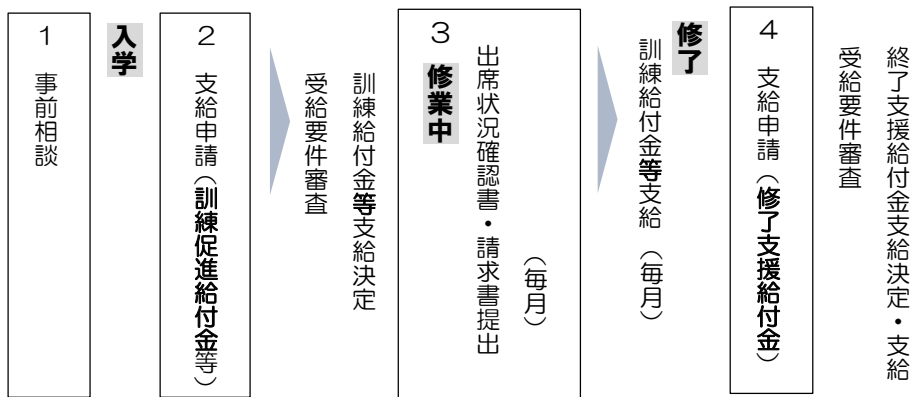 1　事前相談
入学
2　支給申請（訓練促進給付金等）
受給要件審査
訓練給付金等支給決定
3　修業中
出席状況確認書・請求書提出
（毎月）
訓練給付金等支給（毎月）
修了
4　支給申請（修了支援給付金）
受給要件審査
終了支援給付金支給決定・支給